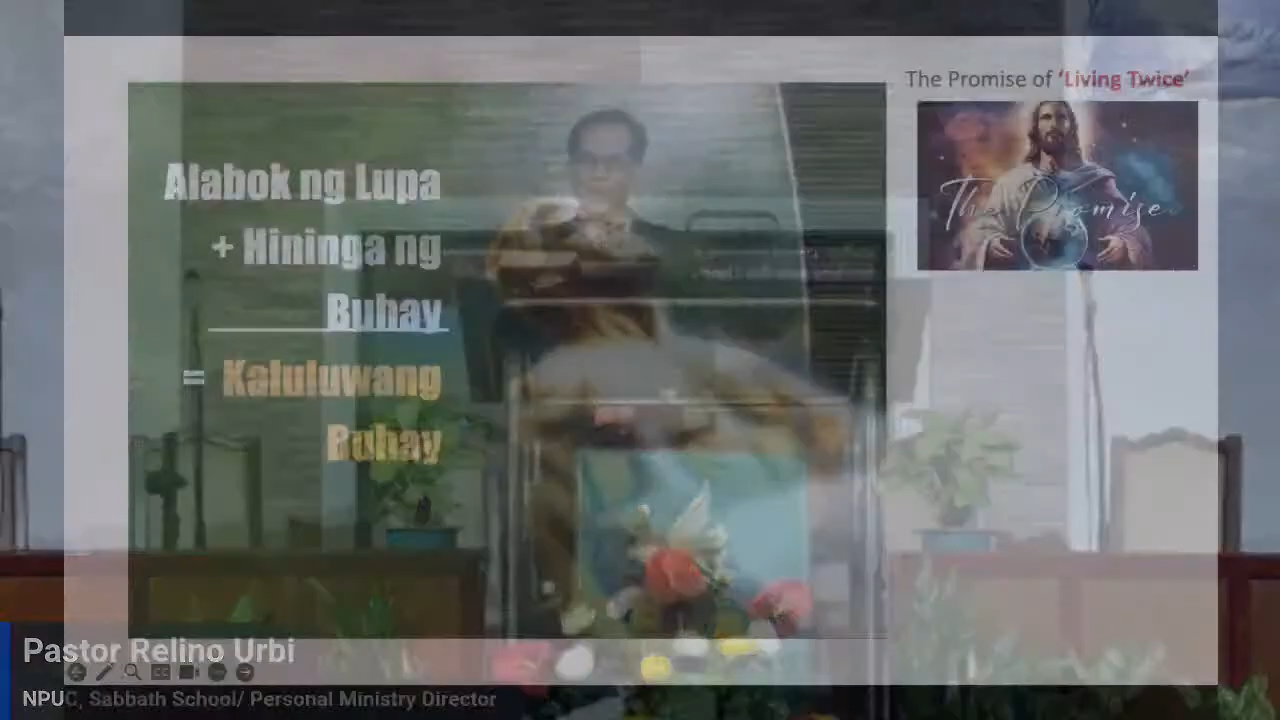 The Promise of ‘Living Twice’
The Promise
Alabok ng Lupa
+ Hininga ng
Buhay
= Kaluluwang
Buhay
Pastor Relino Urbi
NPUC, Sabbath School/ Personal Ministry Director